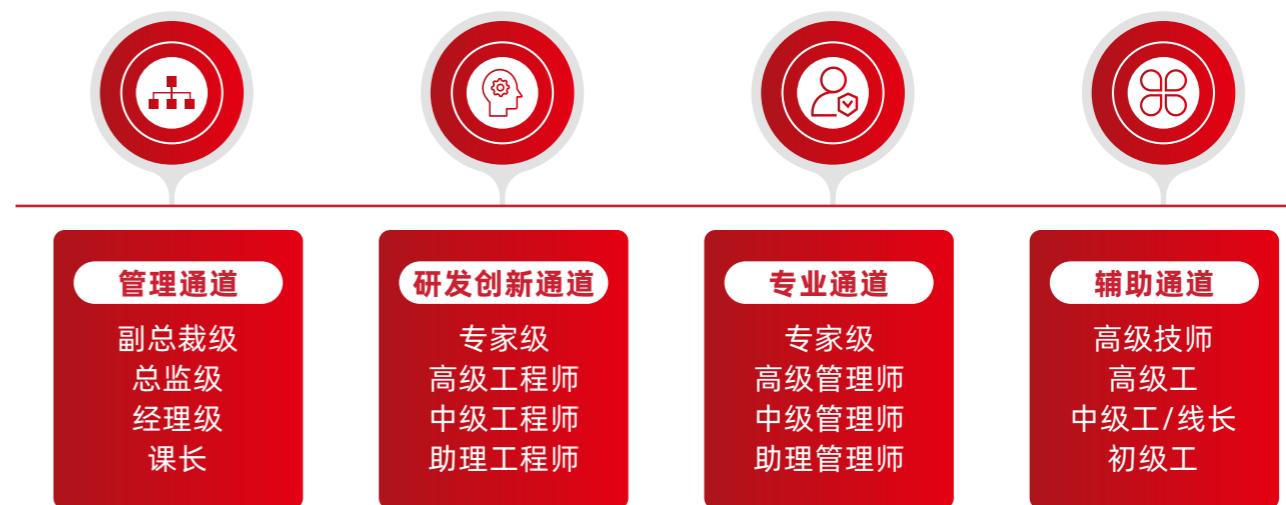 管理通道
副总裁级
总监级
经理级
课长
研发创新通道
专家级
高级工程师
中级工程师
助理工程师
专业通道
专家级
高级管理师
中级管理师
助理管理师
辅助通道
高级技师
高级工
中级工/线长
初级工